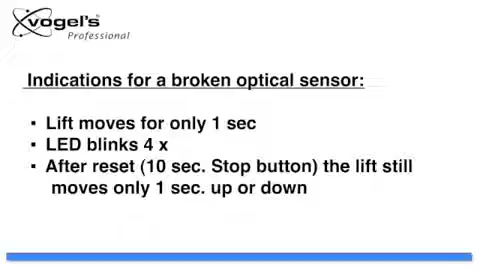 vogel's
Professional
Indications for a broken optical sensor:
▪ Lift moves for only 1 sec
▪ LED blinks 4 x
▪ After reset (10 sec. Stop button) the lift still
moves only 1 sec. up or down